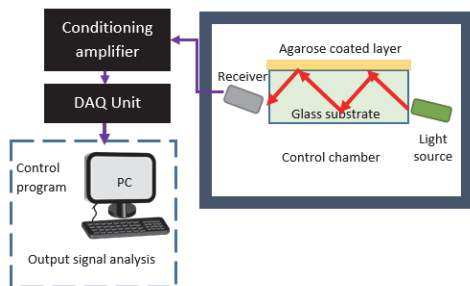 Conditioning
amplifier
DAQ Unit
Control
program
PC
Output signal analysis
Agarose coated layer
Receiver
Glass substrate
Light
source
Control chamber